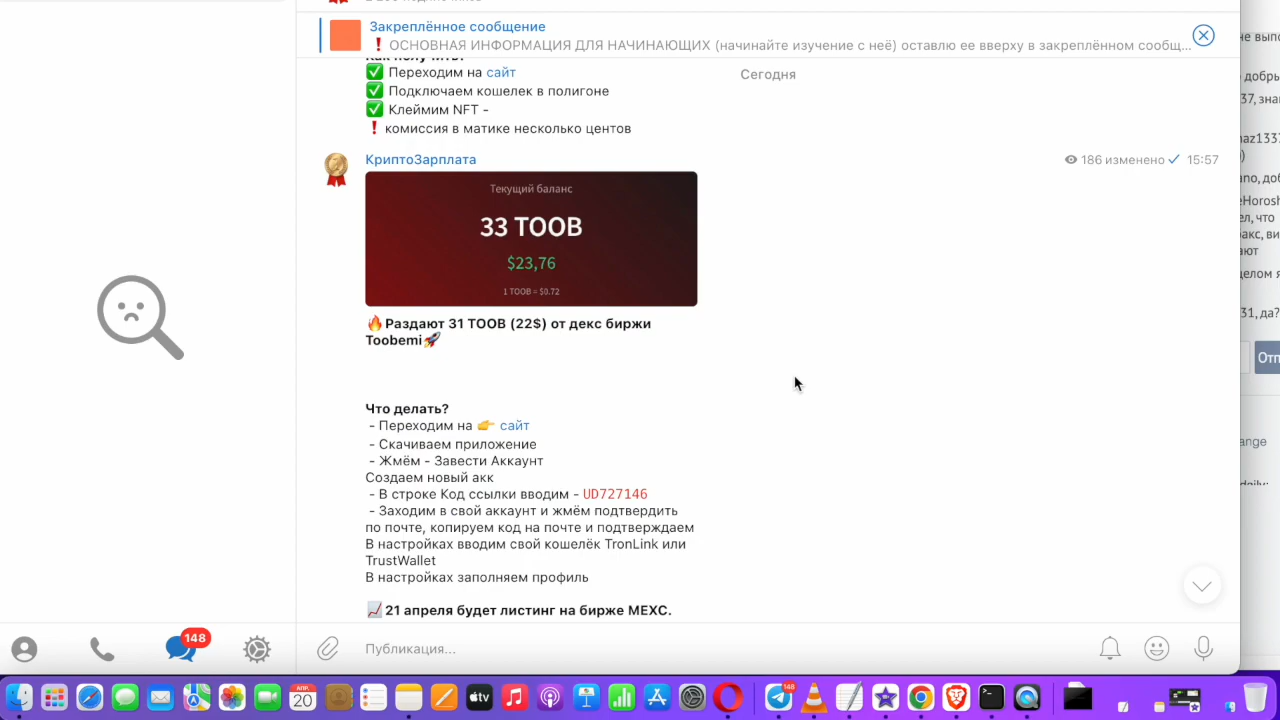 Закреплённое сообщение
❗ ОСНОВНАЯ ИНФОРМАЦИЯ ДЛЯ НАЧИНАЮЩИХ (начинайте изучение с неё) оставлю ее вверху в закреплённом сообщ...
Сегодня
✅ Переходим на сайт
✅ Подключаем кошелек в полигоне
✅ Клеймим NFT -
❗ комиссия в матике несколько центов
КриптоЗарплата
186 изменено 15:57
Текущий баланс
33 TOOB
$23,76
1 TOOB = $0.72
🔥Раздают 31 TOOB (22$) от декс биржи
Toobemi🚀
Что делать?
- Переходим на 👉 сайт
- Скачиваем приложение
- Жмём - Завести Аккаунт
Создаем новый акк
- В строке Код ссылки вводим - UD727146
- Заходим в свой аккаунт и жмём подтвердить
по почте, копируем код на почте и подтверждаем
В настройках вводим свой кошелёк TronLink или
TrustWallet
В настройках заполняем профиль
📈 21 апреля будет листинг на бирже MEXC.
Публикация...
148
АПР.
20
tv
148